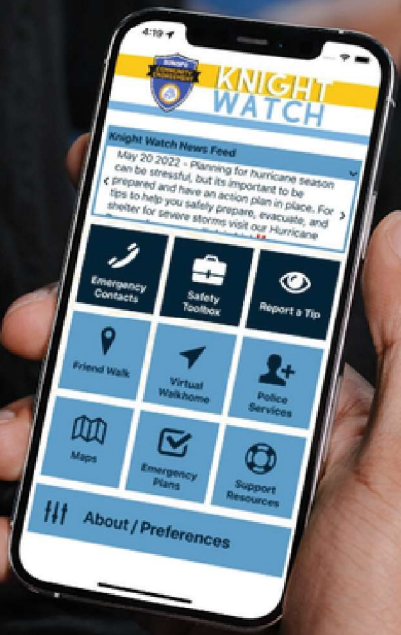 4:19
COMMUNITY
ENGAGEMENT
KNIGHT
WATCH
Knight Watch News Feed
May 20 2022 - Planning for hurricane season
can be stressful, but its important to be
prepared and have an action plan in place. For
tips to help you safely prepare, evacuate, and
shelter for severe storms visit our Hurricane
Emergency
Contacts
Safety
Toolbox
Report a Tip
Friend Walk
Virtual
Walkhome
Police
Services
Maps
Emergency
Plans
Support
Resources
About / Preferences